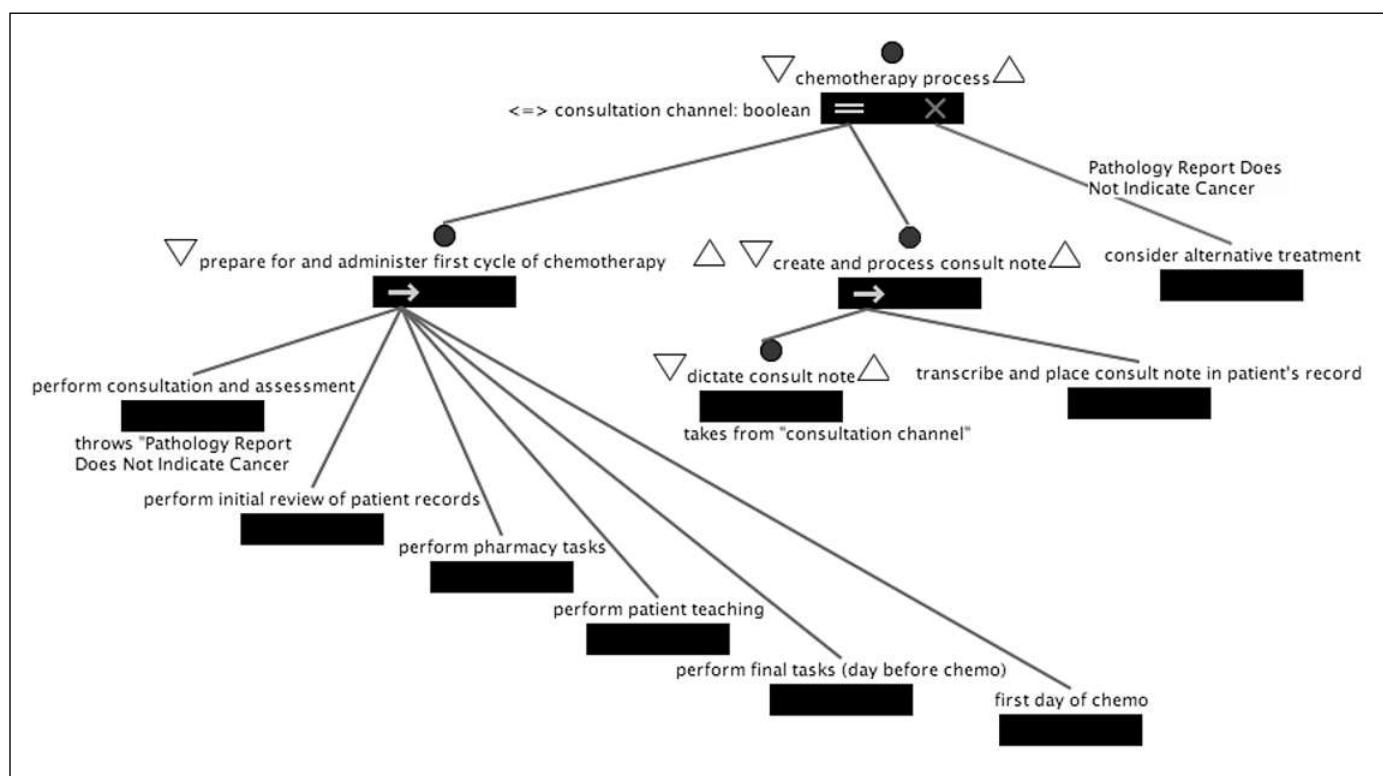 chemotherapy process
<=> consultation channel: boolean
Pathology Report Does
Not Indicate Cancer
prepare for and administer first cycle of chemotherapy
create and process consult note
consider alternative treatment
perform consultation and assessment
throws "Pathology Report
Does Not Indicate Cancer
dictate consult note
takes from "consultation channel"
transcribe and place consult note in patient's record
perform initial review of patient records
perform pharmacy tasks
perform patient teaching
perform final tasks (day before chemo)
first day of chemo